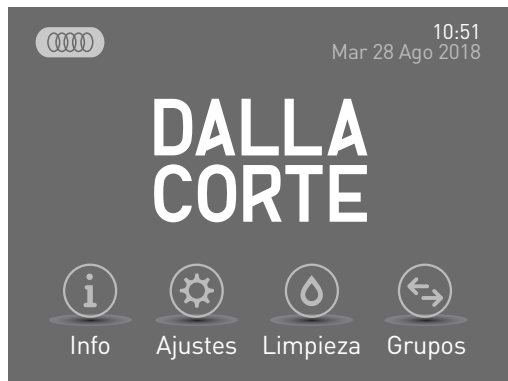 10:51
Mar 28 Ago 2018
DALLA
CORTE
Info Ajustes Limpieza Grupos